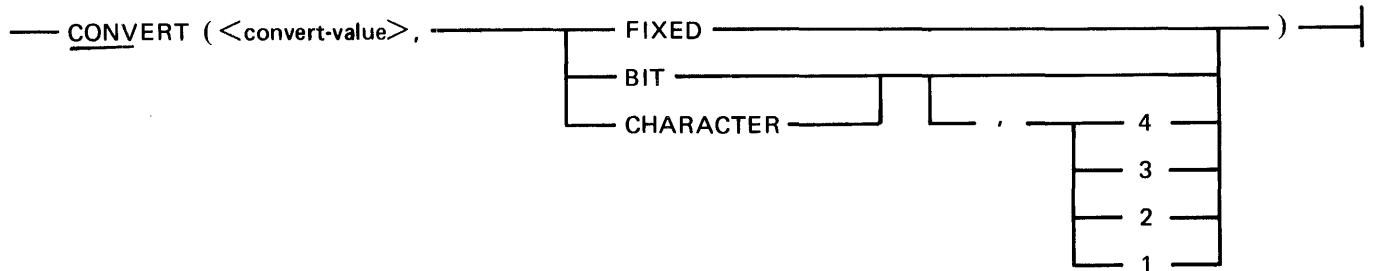 CONVERT ( <convert-value>, FIXED )
BIT
CHARACTER , 4
3
2
1